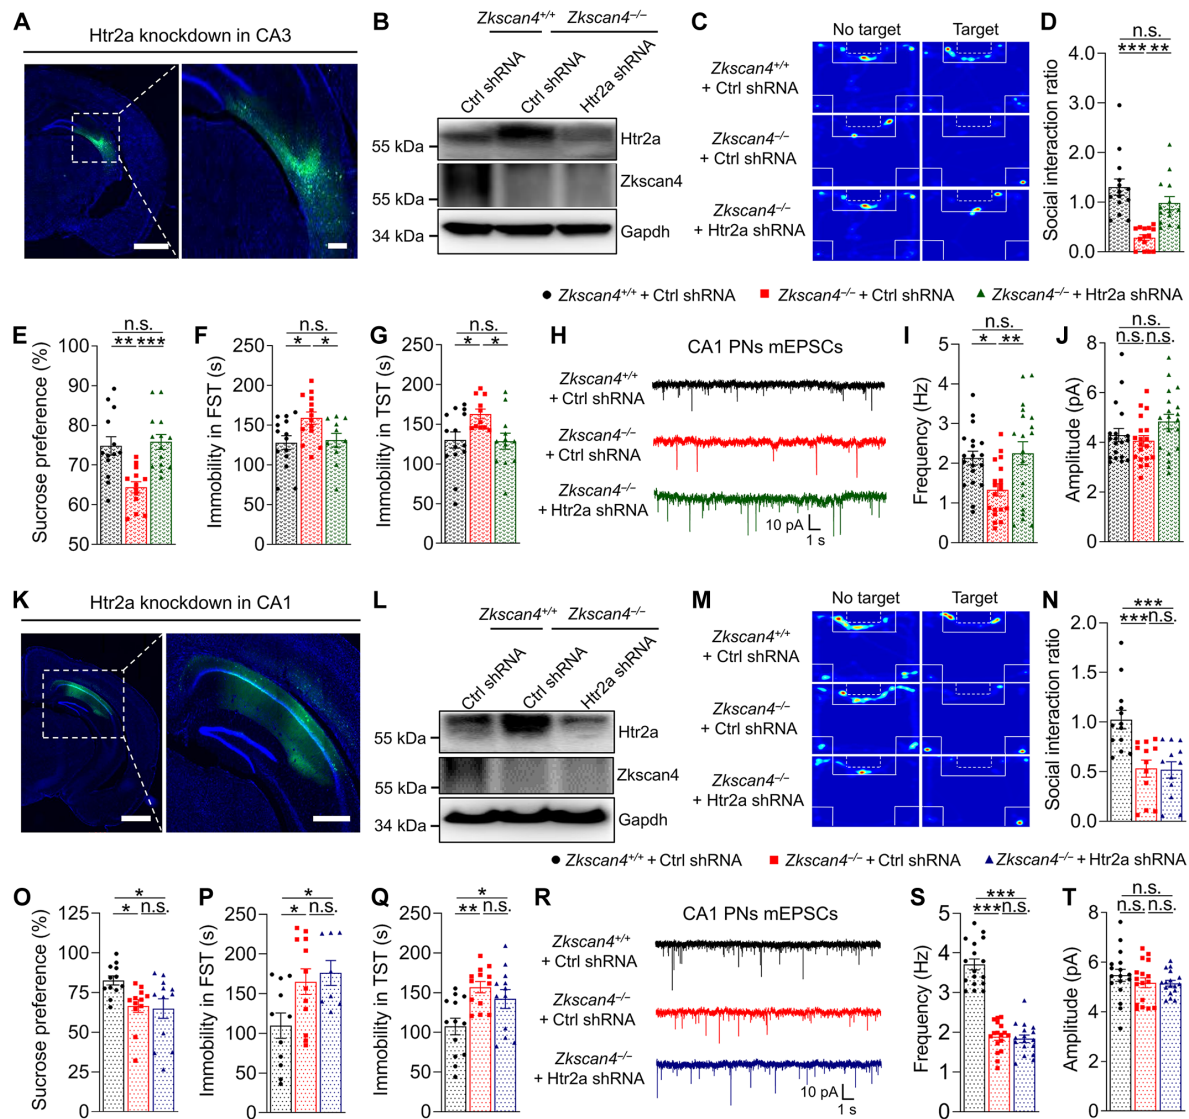 A
Htr2a knockdown in CA3
B
Zkscan4+/+ Zkscan4–/–
Ctrl shRNA
Ctrl shRNA
Htr2a shRNA
55 kDa
Htr2a
55 kDa
Zkscan4
34 kDa
Gapdh
C
No target Target
Zkscan4+/+
+ Ctrl shRNA
Zkscan4–/–
+ Ctrl shRNA
Zkscan4–/–
+ Htr2a shRNA
D
n.s.
*** **
Social interaction ratio
4.0
3.0
2.0
1.0
0.0
Zkscan4+/+ + Ctrl shRNA Zkscan4–/– + Ctrl shRNA Zkscan4–/– + Htr2a shRNA
E
n.s.
** ***
Sucrose preference (%)
100
90
80
70
60
50
F
n.s.
* *
Immobility in FST (s)
250
200
150
100
50
0
G
n.s.
* *
Immobility in TST (s)
250
200
150
100
50
0
H
CA1 PNs mEPSCs
Zkscan4+/+
+ Ctrl shRNA
Zkscan4–/–
+ Ctrl shRNA
Zkscan4–/–
+ Htr2a shRNA
10 pA
1 s
I
n.s.
* **
Frequency (Hz)
5
4
3
2
1
0
J
n.s.
n.s. n.s.
Amplitude (pA)
8
6
4
2
0
K
Htr2a knockdown in CA1
L
Zkscan4+/+ Zkscan4–/–
Ctrl shRNA
Ctrl shRNA
Htr2a shRNA
55 kDa
Htr2a
55 kDa
Zkscan4
34 kDa
Gapdh
M
No target Target
Zkscan4+/+
+ Ctrl shRNA
Zkscan4–/–
+ Ctrl shRNA
Zkscan4–/–
+ Htr2a shRNA
N
***
*** n.s.
Social interaction ratio
2.0
1.5
1.0
0.5
0.0
Zkscan4+/+ + Ctrl shRNA Zkscan4–/– + Ctrl shRNA Zkscan4–/– + Htr2a shRNA
O
*
* n.s.
Sucrose preference (%)
125
100
75
50
25
0
P
*
* n.s.
Immobility in FST (s)
250
200
150
100
50
0
Q
*
** n.s.
Immobility in TST (s)
250
200
150
100
50
0
R
CA1 PNs mEPSCs
Zkscan4+/+
+ Ctrl shRNA
Zkscan4–/–
+ Ctrl shRNA
Zkscan4–/–
+ Htr2a shRNA
10 pA
1 s
S
***
*** n.s.
Frequency (Hz)
5
4
3
2
1
0
T
n.s.
n.s. n.s.
Amplitude (pA)
8
6
4
2
0